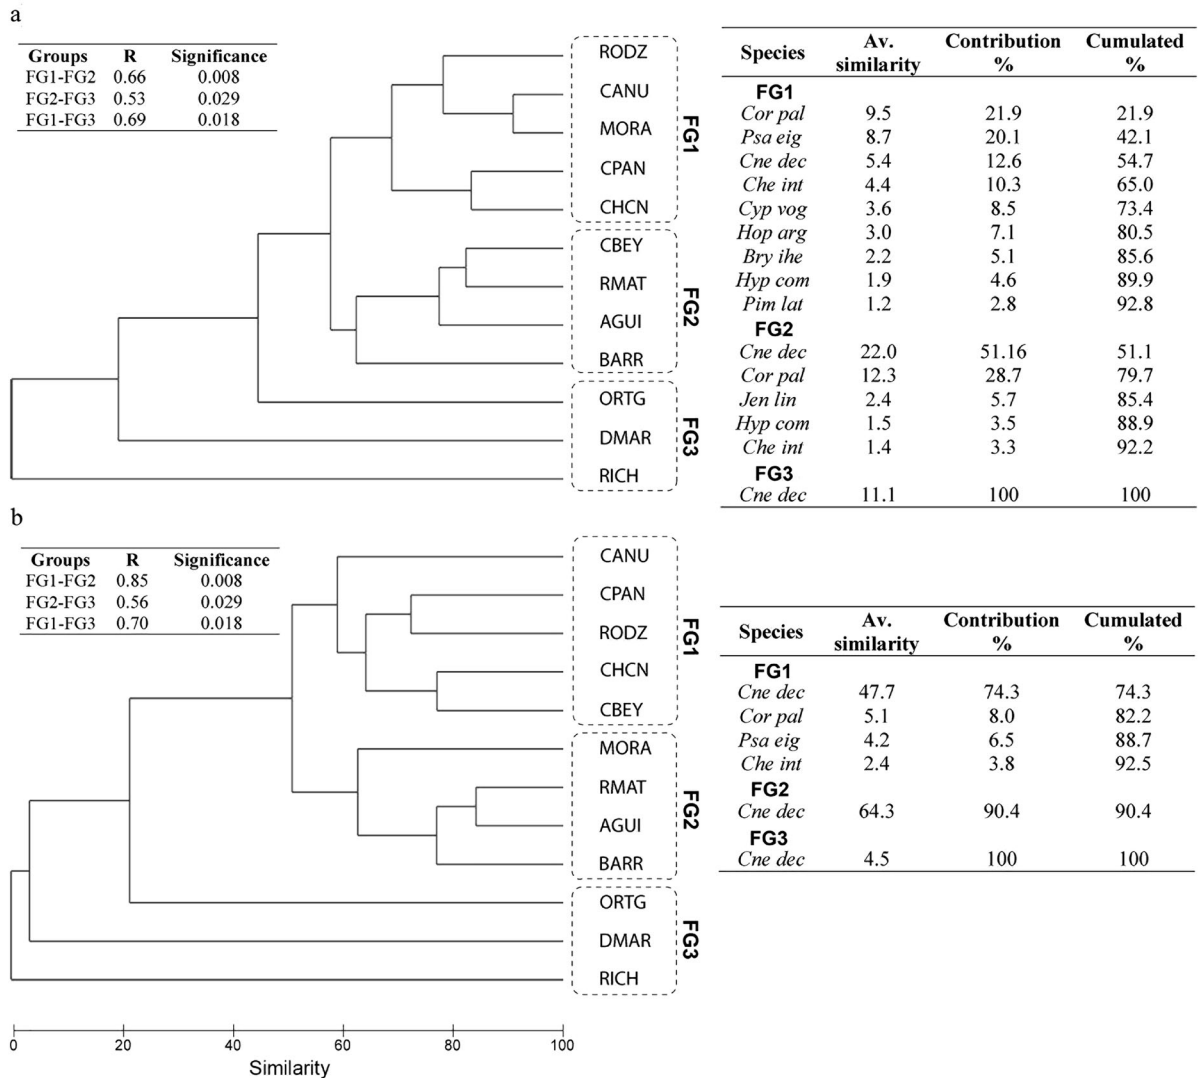 a
Groups R Significance
FG1-FG2 0.66 0.008
FG2-FG3 0.53 0.029
FG1-FG3 0.69 0.018
RODZ
CANU
MORA
CPAN
CHCN
FG1
CBEY
RMAT
AGUI
BARR
FG2
ORTG
DMAR
RICH
FG3
Species Av. similarity Contribution % Cumulated %
FG1
Cor pal 9.5 21.9 21.9
Psa eig 8.7 20.1 42.1
Cne dec 5.4 12.6 54.7
Che int 4.4 10.3 65.0
Cyp vog 3.6 8.5 73.4
Hop arg 3.0 7.1 80.5
Bry ihe 2.2 5.1 85.6
Hyp com 1.9 4.6 89.9
Pim lat 1.2 2.8 92.8
FG2
Cne dec 22.0 51.16 51.1
Cor pal 12.3 28.7 79.7
Jen lin 2.4 5.7 85.4
Hyp com 1.5 3.5 88.9
Che int 1.4 3.3 92.2
FG3
Cne dec 11.1 100 100
b
Groups R Significance
FG1-FG2 0.85 0.008
FG2-FG3 0.56 0.029
FG1-FG3 0.70 0.018
CANU
CPAN
RODZ
CHCN
CBEY
FG1
MORA
RMAT
AGUI
BARR
FG2
ORTG
DMAR
RICH
FG3
Species Av. similarity Contribution % Cumulated %
FG1
Cne dec 47.7 74.3 74.3
Cor pal 5.1 8.0 82.2
Psa eig 4.2 6.5 88.7
Che int 2.4 3.8 92.5
FG2
Cne dec 64.3 90.4 90.4
FG3
Cne dec 4.5 100 100
0 20 40 60 80 100
Similarity